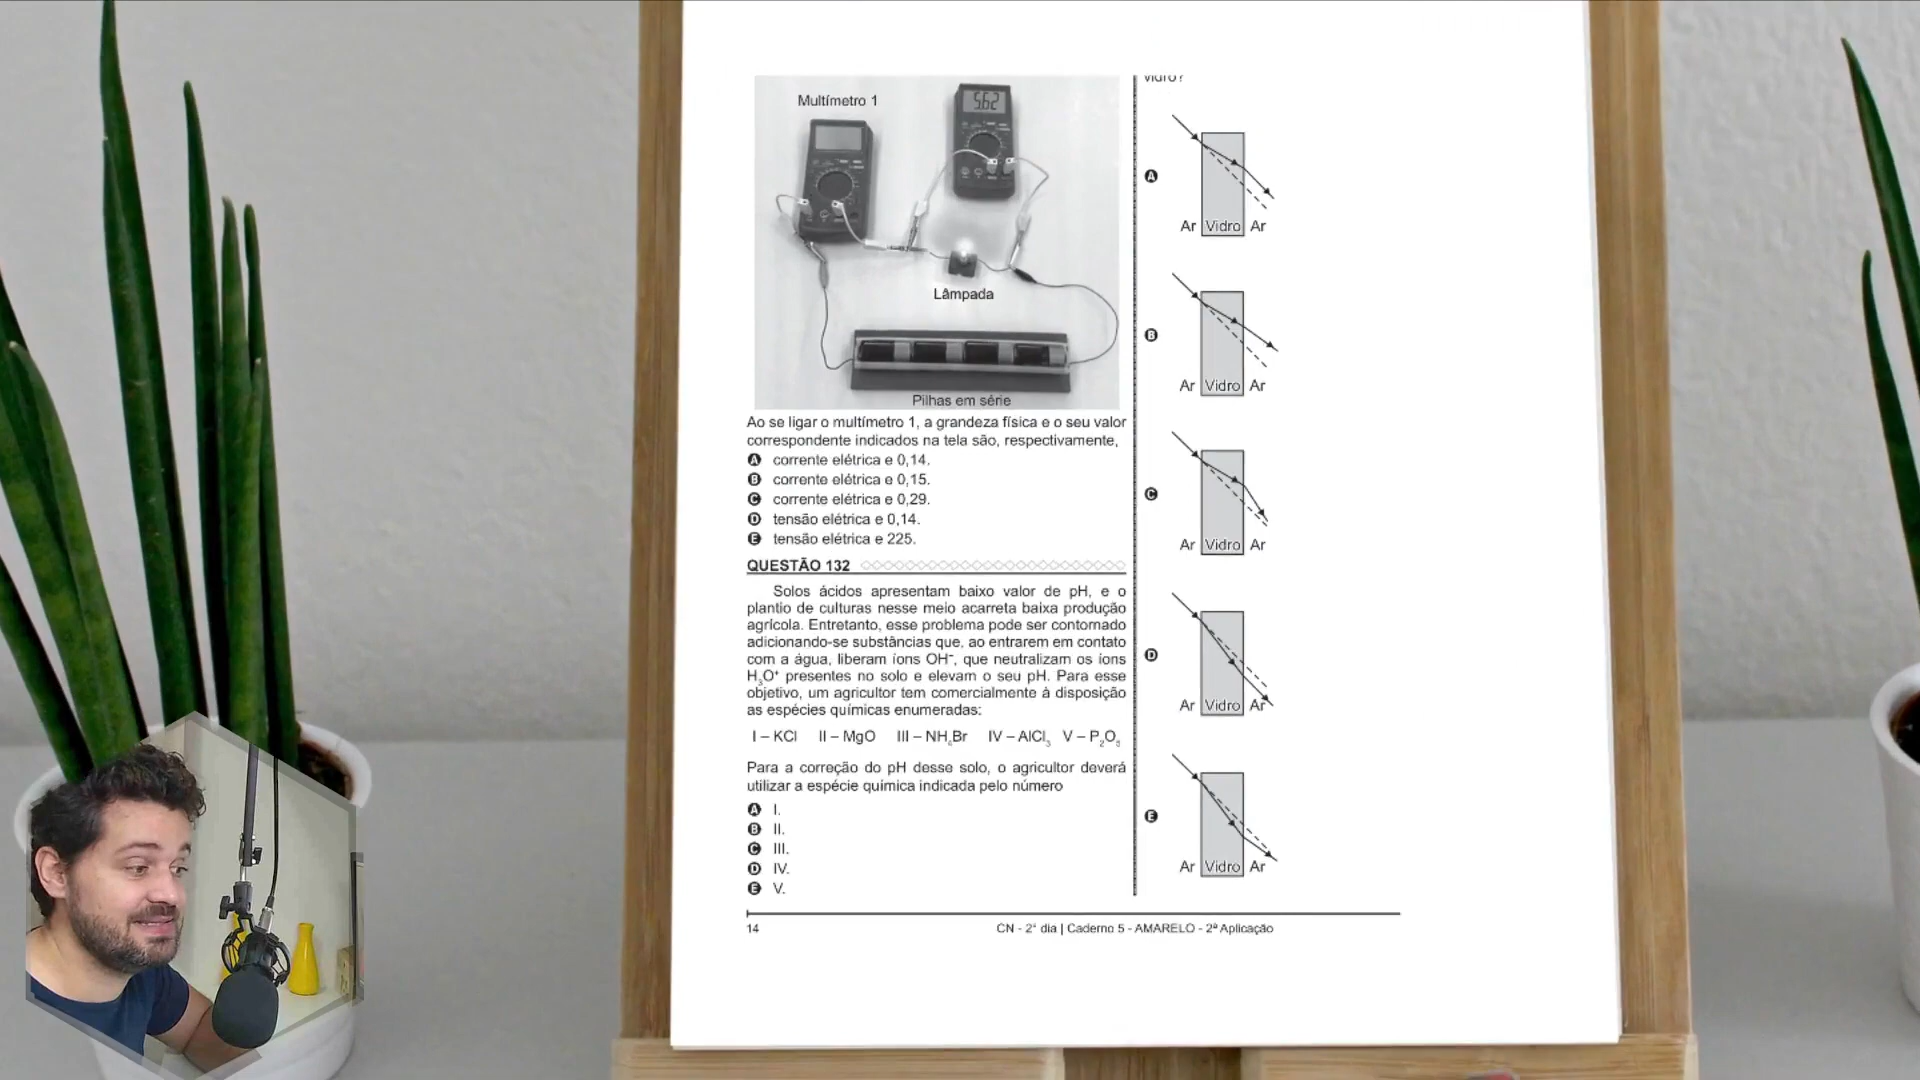 Multímetro 1
5.62
Lâmpada
Pilhas em série
Ao se ligar o multímetro 1, a grandeza física e o seu valor
correspondente indicados na tela são, respectivamente,
A corrente elétrica e 0,14.
B corrente elétrica e 0,15.
C corrente elétrica e 0,29.
D tensão elétrica e 0,14.
E tensão elétrica e 225.
QUESTÃO 132
Solos ácidos apresentam baixo valor de pH, e o
plantio de culturas nesse meio acarreta baixa produção
agrícola. Entretanto, esse problema pode ser contornado
adicionando-se substâncias que, ao entrarem em contato
com a água, liberam íons OH⁻, que neutralizam os íons
H₃O⁺ presentes no solo e elevam o seu pH. Para esse
objetivo, um agricultor tem comercialmente à disposição
as espécies químicas enumeradas:
I – KCl II – MgO III – NH₄Br IV – AlCl₃ V – P₂O₅
Para a correção do pH desse solo, o agricultor deverá
utilizar a espécie química indicada pelo número
A I.
B II.
C III.
D IV.
E V.
vidro?
A
Ar Vidro Ar
B
Ar Vidro Ar
C
Ar Vidro Ar
D
Ar Vidro Ar
E
Ar Vidro Ar
14
CN - 2° dia | Caderno 5 - AMARELO - 2ª Aplicação